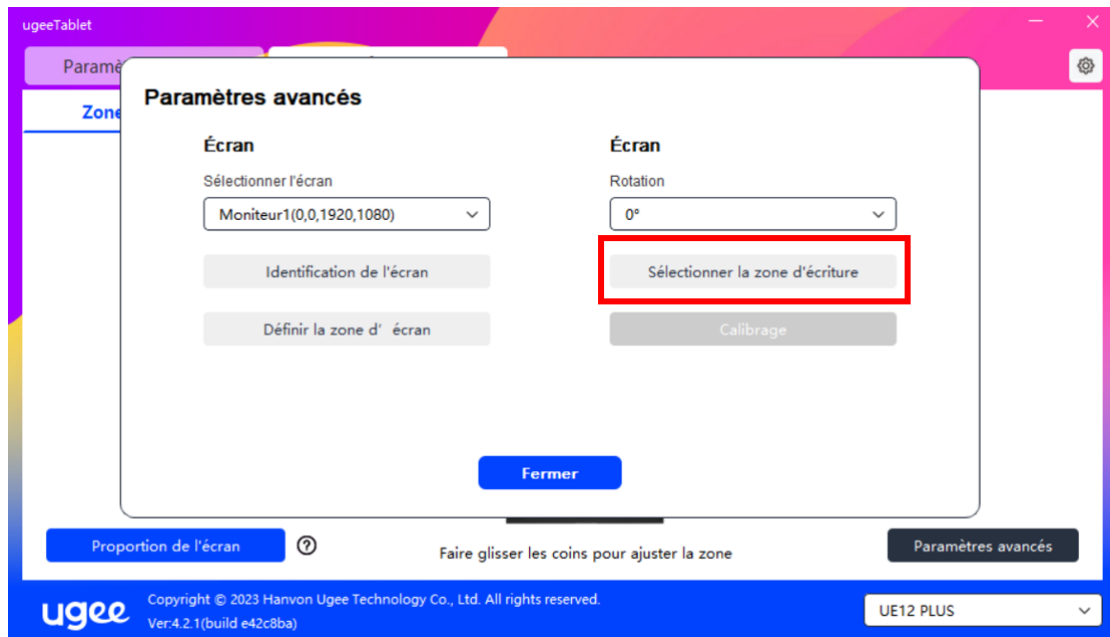 ugeeTablet
Paramètres avancés
Écran
Sélectionner l'écran
Moniteur1(0,0,1920,1080)
Identification de l'écran
Définir la zone d' écran
Écran
Rotation
0°
Sélectionner la zone d'écriture
Calibrage
Fermer
Proportion de l'écran
?
Faire glisser les coins pour ajuster la zone
Paramètres avancés
ugee
Copyright © 2023 Hanvon Ugee Technology Co., Ltd. All rights reserved.
Ver:4.2.1(build e42c8ba)
UE12 PLUS